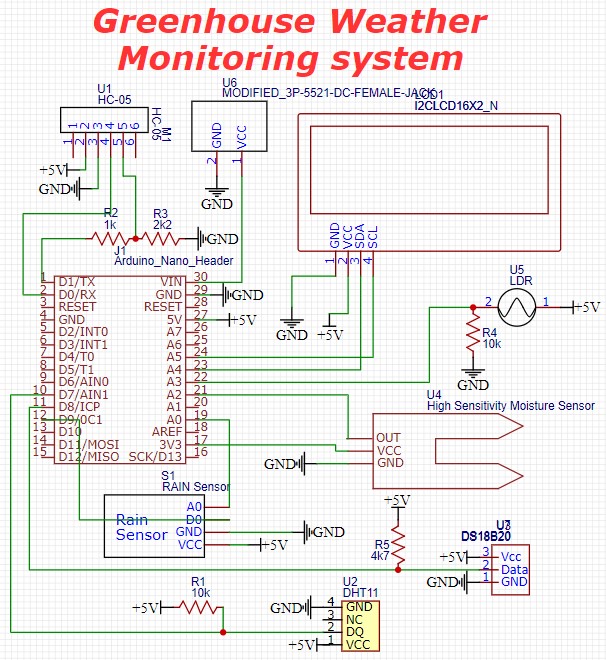 Greenhouse Weather
Monitoring system
U1
HC-05
HC-05
M1
1 2 3 4 5 6
+5V
GND
U6
MODIFIED_3P-5521-DC-FEMALE-JACK
GND
VCC
2 1
GND
LCD1
I2CLCD16X2_N
GND
VCC
SDA
SCL
1 2 3 4
GND
+5V
R2
1k
R3
2k2
GND
J1
Arduino_Nano_Header
1 D1/TX VIN 30
2 D0/RX GND 29 GND
3 RESET RESET 28
4 GND 5V 27 +5V
5 D2/INT0 A7 26
6 D3/INT1 A6 25
7 D4/T0 A5 24
8 D5/T1 A4 23
9 D6/AIN0 A3 22
10 D7/AIN1 A2 21
11 D8/ICP A1 20
12 D9/0C1 A0 19
13 D10 AREF 18
14 D11/MOSI 3V3 17
15 D12/MISO SCK/D13 16
U5
LDR
2 1 +5V
R4
10k
GND
U4
High Sensitivity Moisture Sensor
OUT
VCC
GND
GND
S1
RAIN Sensor
Rain
Sensor
A0
D0
GND
VCC
GND
+5V
+5V
R5
4k7
DS18B20
+5V 3 Vcc
2 Data
GND 1 GND
R1
10k
+5V
U2
DHT11
GND 4 GND
3 NC
2 DQ
+5V 1 VCC